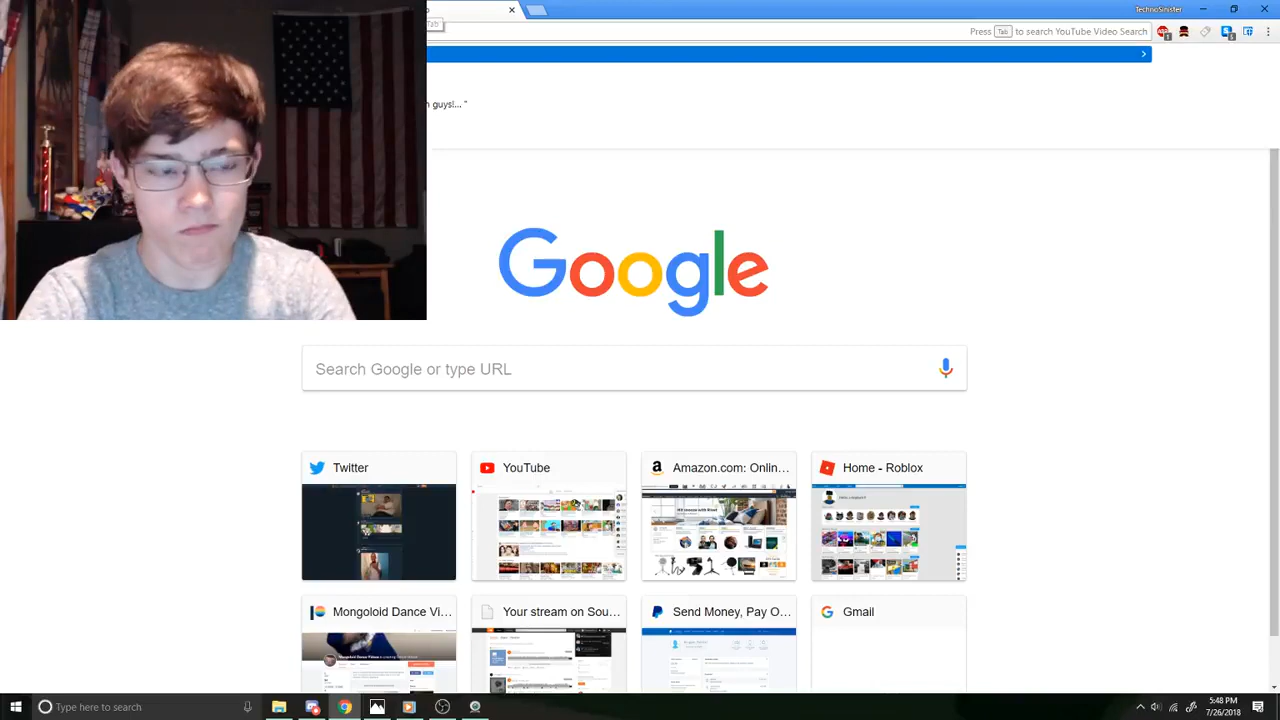 TechnoSinister
Tab
Press Tab to search YouTube Video Search
guys!... "
Google
Search Google or type URL
Twitter
YouTube
Amazon.com: Onlin...
Home - Roblox
Mongoloid Dance Vi...
Your stream on Sou...
Send Money, Pay O...
Gmail
Type here to search
5:48 PM
7/26/2018